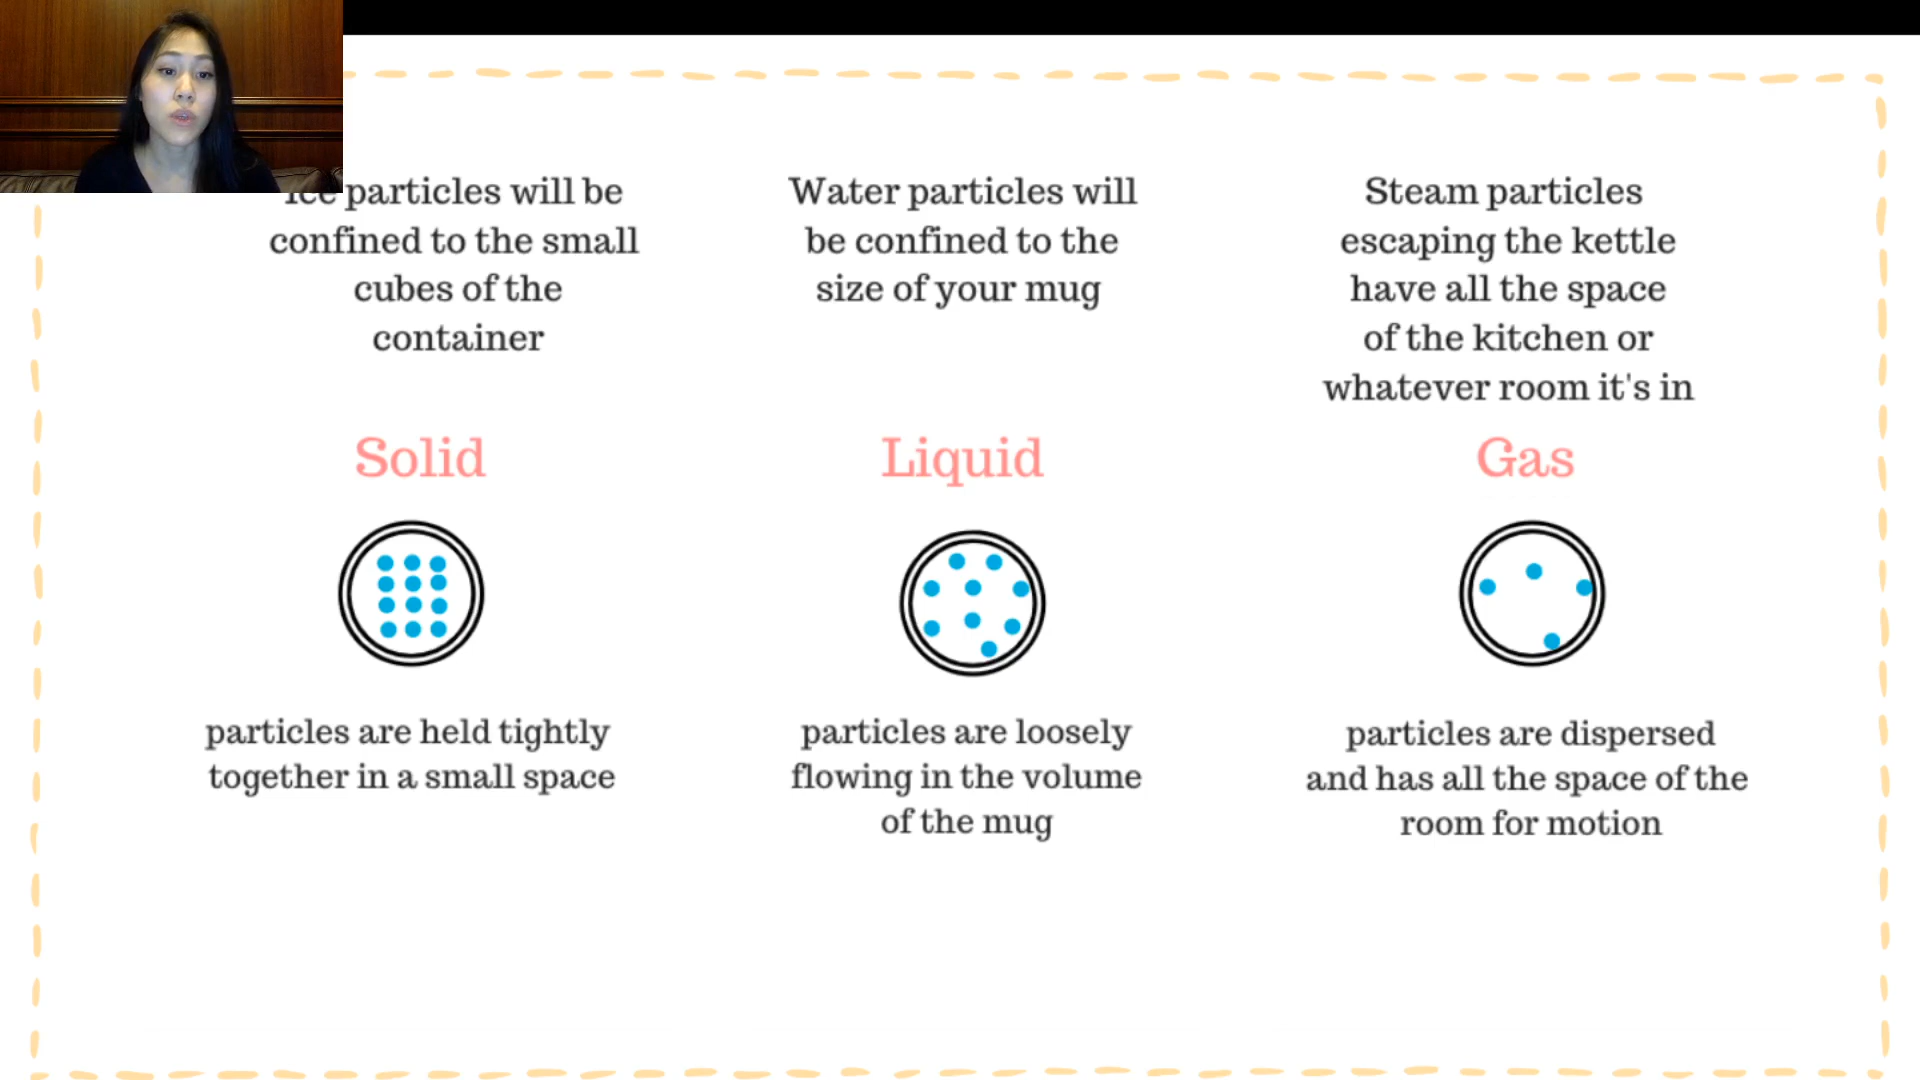 Ice particles will be
confined to the small
cubes of the
container
Water particles will
be confined to the
size of your mug
Steam particles
escaping the kettle
have all the space
of the kitchen or
whatever room it's in
Solid
Liquid
Gas
particles are held tightly
together in a small space
particles are loosely
flowing in the volume
of the mug
particles are dispersed
and has all the space of the
room for motion